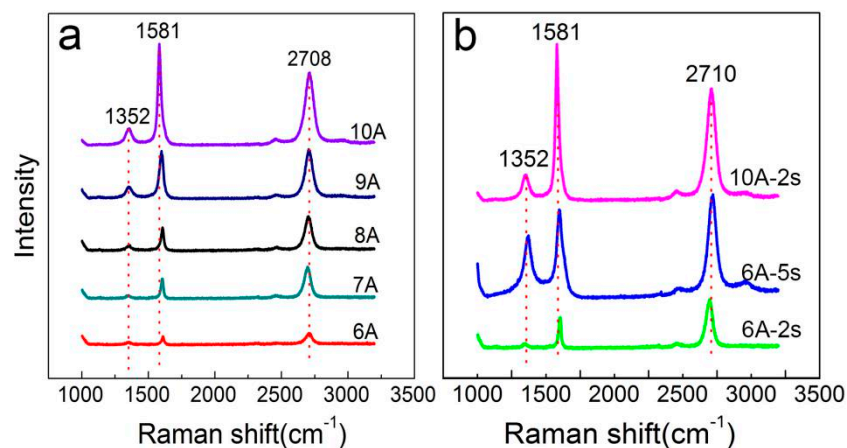 a
1581
2708
1352
10A
9A
8A
7A
6A
Intensity
1000 1500 2000 2500 3000 3500
Raman shift(cm⁻¹)
b
1581
2710
1352
10A-2s
6A-5s
6A-2s
1000 1500 2000 2500 3000 3500
Raman shift(cm⁻¹)